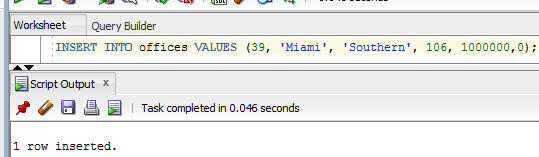 Worksheet Query Builder
INSERT INTO offices VALUES (39, 'Miami', 'Southern', 106, 1000000,0);
Script Output x
Task completed in 0.046 seconds
1 row inserted.